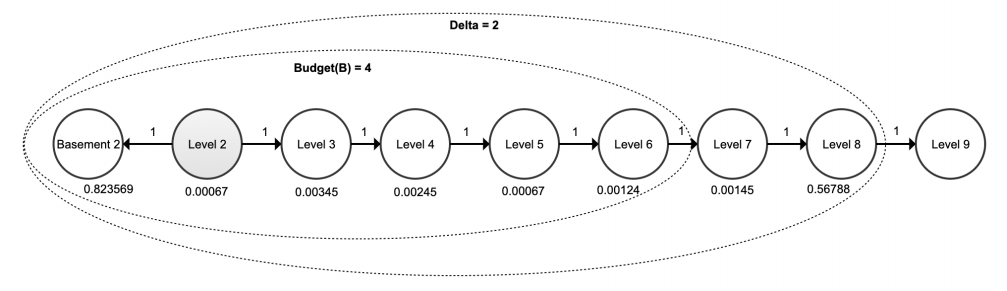 Delta = 2
Budget(B) = 4
1 1 1 1 1 1 1 1
Basement 2 Level 2 Level 3 Level 4 Level 5 Level 6 Level 7 Level 8 Level 9
0.823569 0.00067 0.00345 0.00245 0.00067 0.00124 0.00145 0.56788